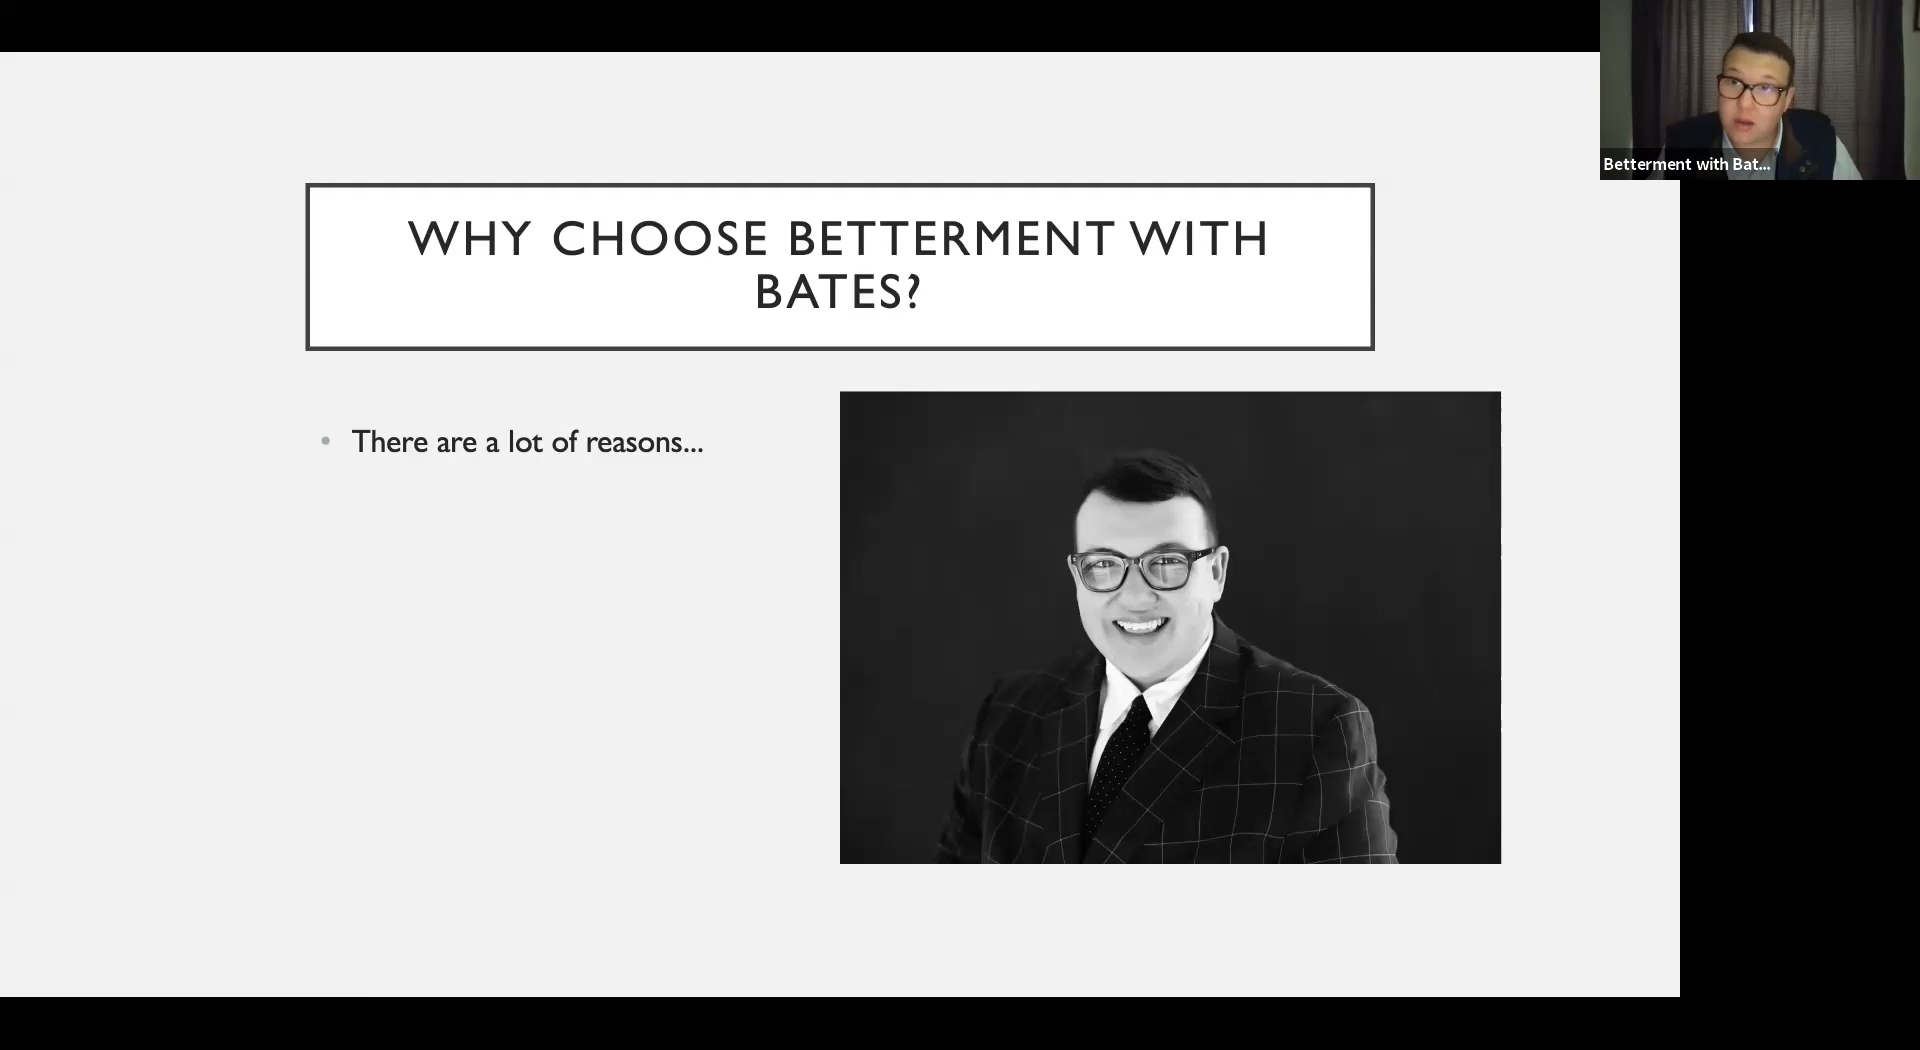 WHY CHOOSE BETTERMENT WITH
BATES?
There are a lot of reasons...
Betterment with Bat...